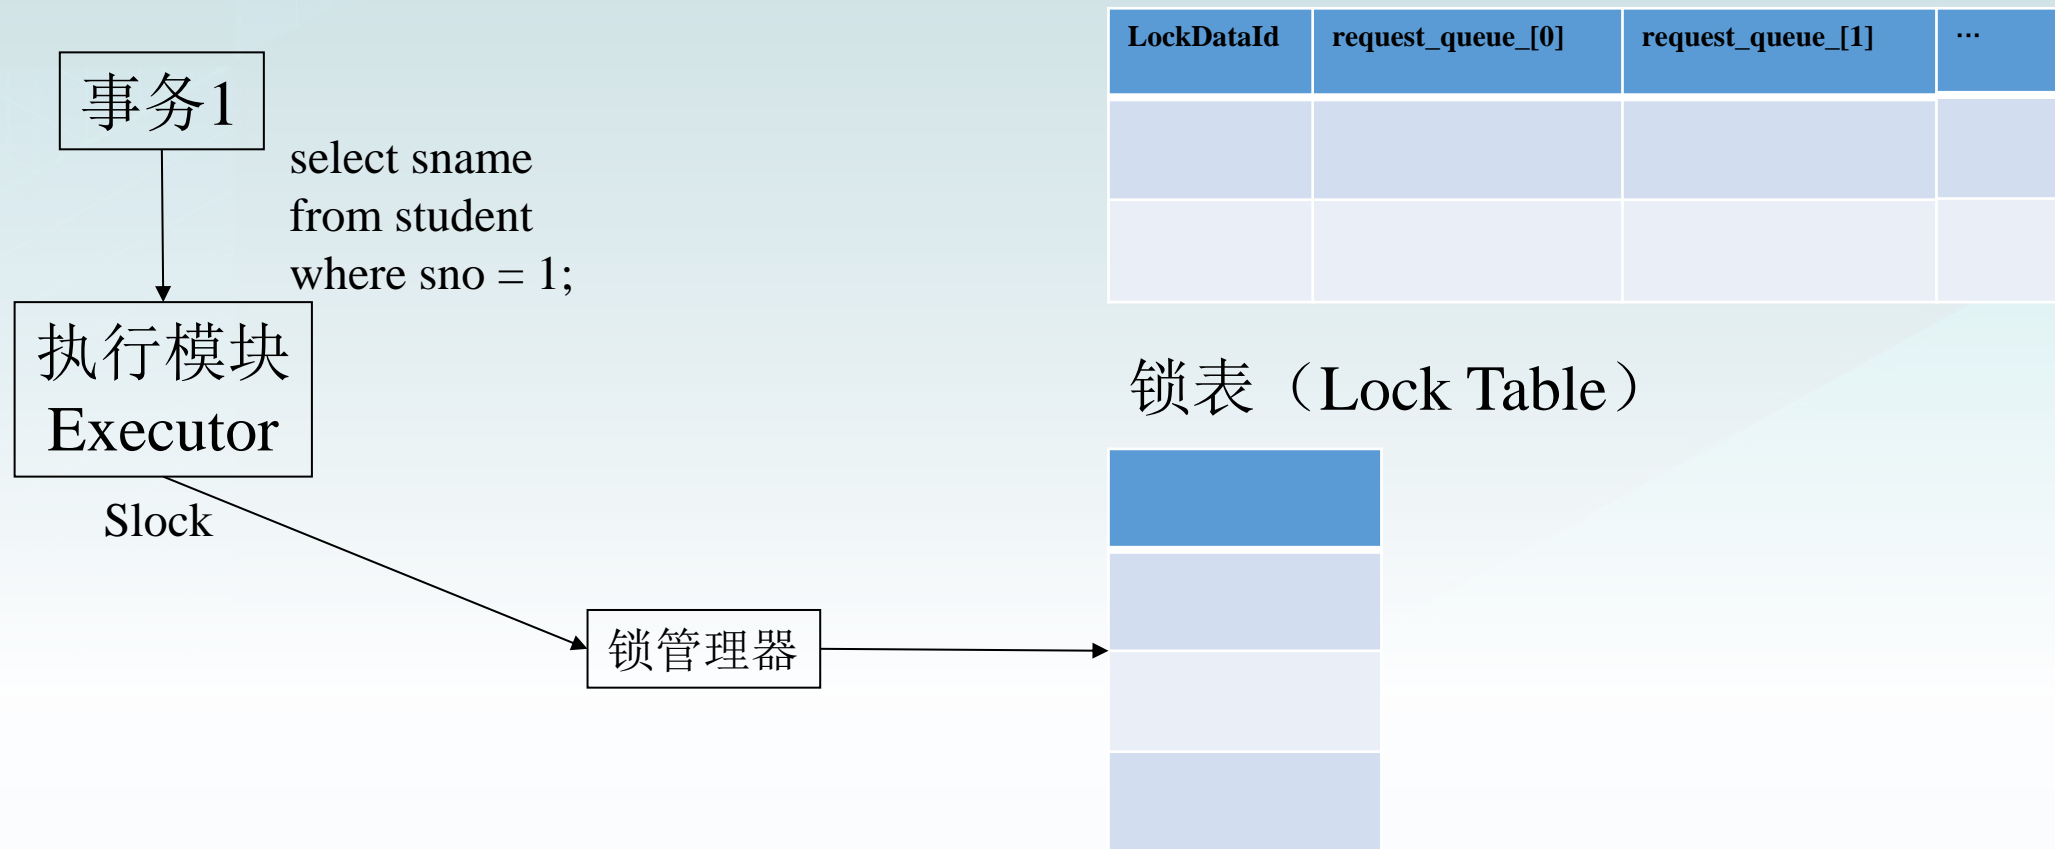 事务1
select sname
from student
where sno = 1;
执行模块
Executor
Slock
锁管理器
LockDataId request_queue_[0] request_queue_[1] ...
锁表（Lock Table）